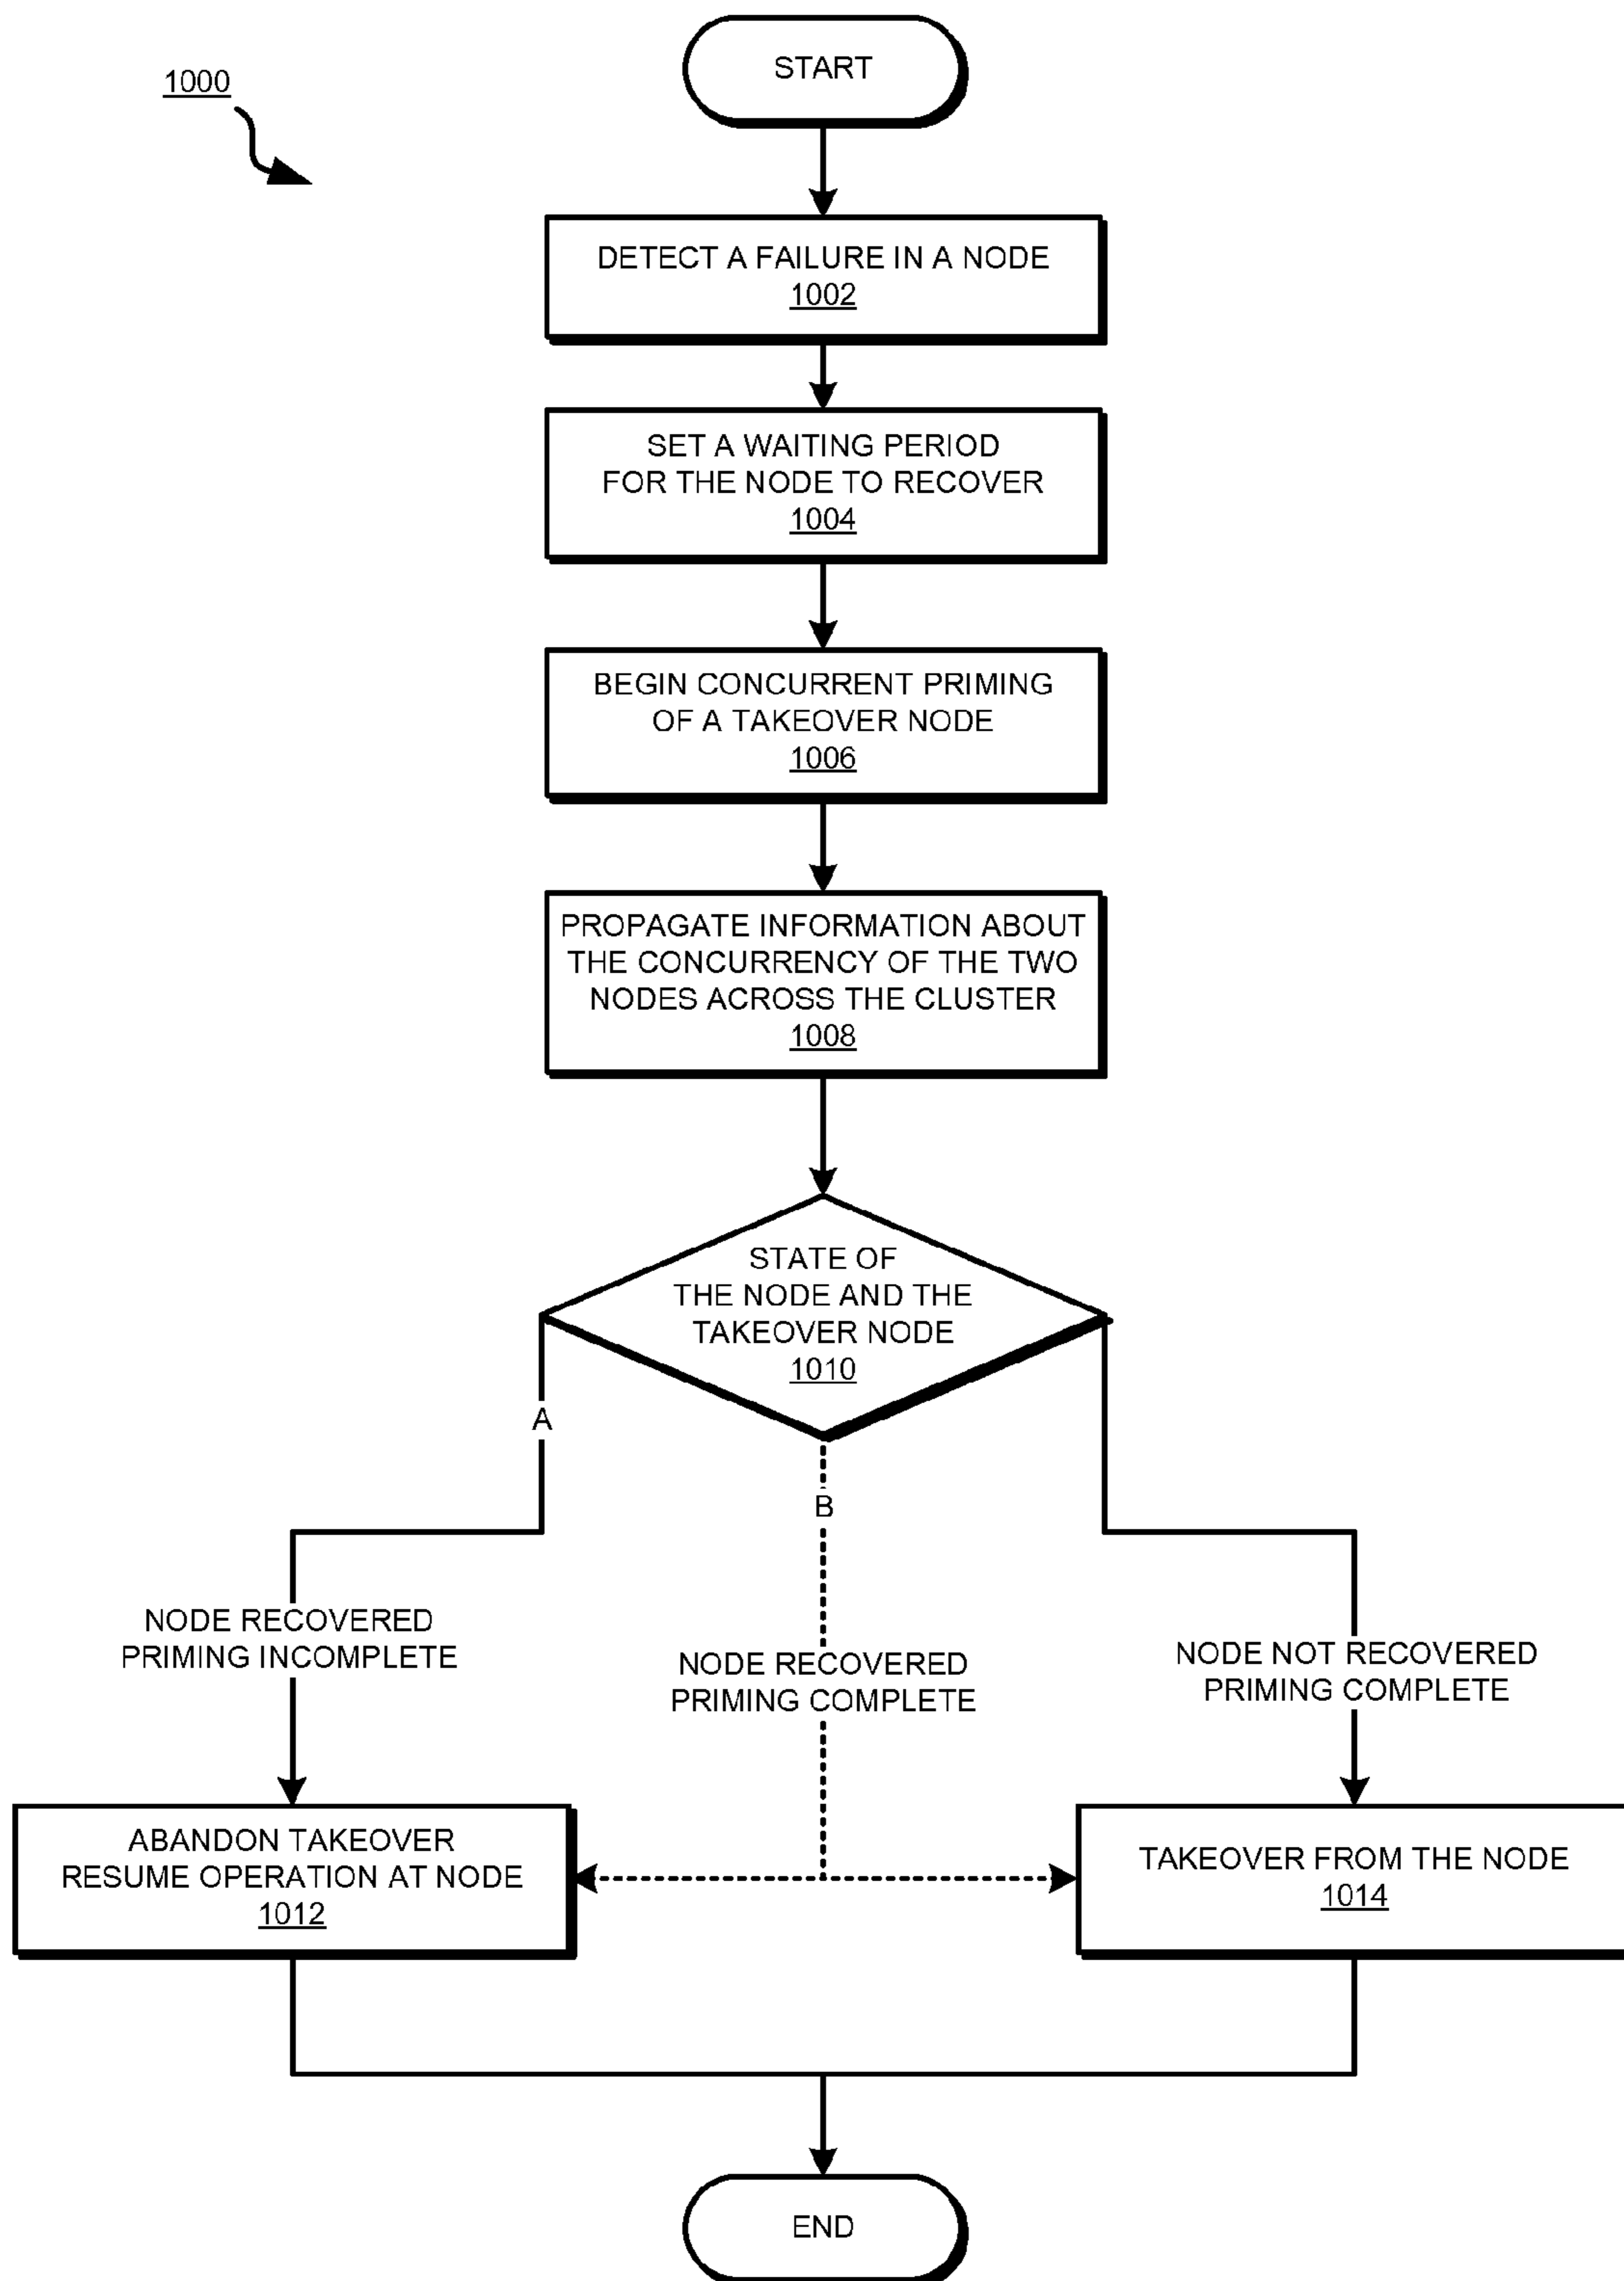 START
1000
DETECT A FAILURE IN A NODE
1002
SET A WAITING PERIOD
FOR THE NODE TO RECOVER
1004
BEGIN CONCURRENT PRIMING
OF A TAKEOVER NODE
1006
PROPAGATE INFORMATION ABOUT
THE CONCURRENCY OF THE TWO
NODES ACROSS THE CLUSTER
1008
STATE OF
THE NODE AND THE
TAKEOVER NODE
1010
A
B
NODE RECOVERED
PRIMING INCOMPLETE
NODE RECOVERED
PRIMING COMPLETE
NODE NOT RECOVERED
PRIMING COMPLETE
ABANDON TAKEOVER
RESUME OPERATION AT NODE
1012
TAKEOVER FROM THE NODE
1014
END